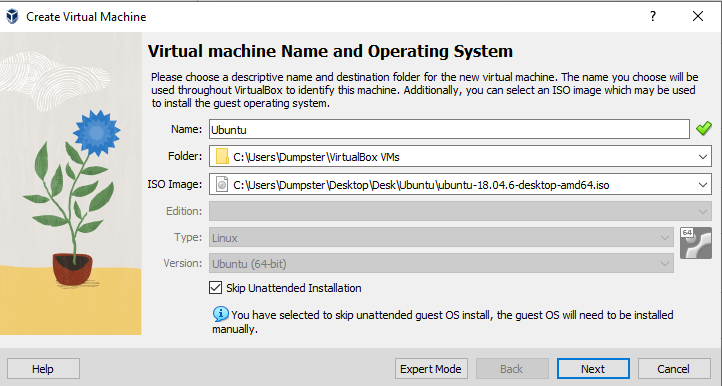 Create Virtual Machine
Virtual machine Name and Operating System
Please choose a descriptive name and destination folder for the new virtual machine. The name you choose will be
used throughout VirtualBox to identify this machine. Additionally, you can select an ISO image which may be used
to install the guest operating system.
Name: Ubuntu
Folder: C:\Users\Dumpster\VirtualBox VMs
ISO Image: C:\Users\Dumpster\Desktop\Desk\Ubuntu\ubuntu-18.04.6-desktop-amd64.iso
Edition:
Type: Linux
64
Version: Ubuntu (64-bit)
Skip Unattended Installation
You have selected to skip unattended guest OS install, the guest OS will need to be installed
manually.
Help Expert Mode Back Next Cancel